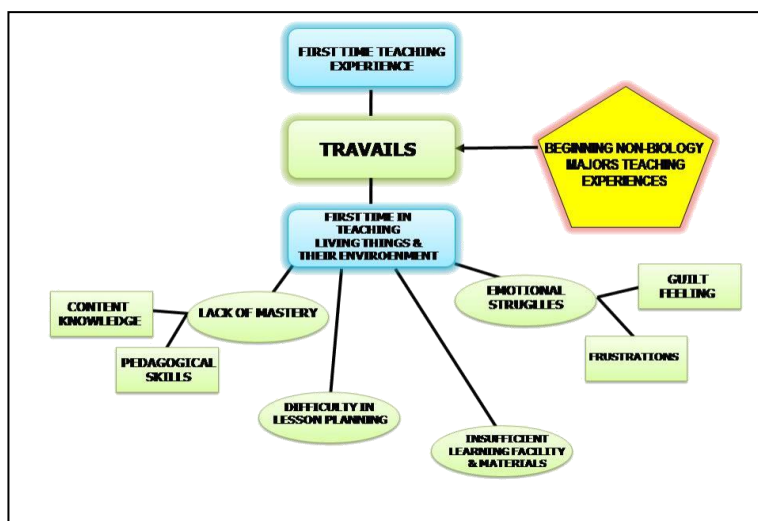 FIRST TIME TEACHING
EXPERIENCE
TRAVAILS
BEGINNING NON-BIOLOGY
MAJORS TEACHING
EXPERIENCES
FIRST TIME IN
TEACHING
LIVING THINGS &
THEIR ENVIROENMENT
EMOTIONAL
STRUGLLES
GUILT
FEELING
CONTENT
KNOWLEDGE
LACK OF MASTERY
PEDAGOGICAL
SKILLS
FRUSTRATIONS
DIFFICULTY IN
LESSON PLANNING
INSUFFICIENT
LEARNING FACILITY
& MATERIALS